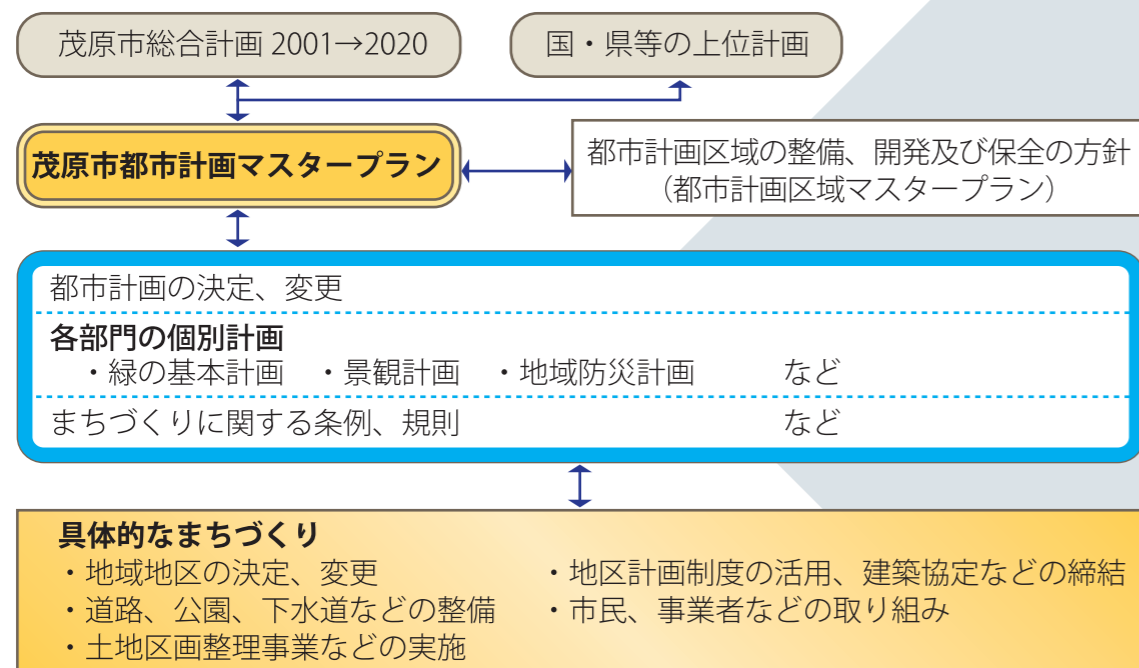 茂原市総合計画 2001→2020
国・県等の上位計画
茂原市都市計画マスタープラン
都市計画区域の整備、開発及び保全の方針
（都市計画区域マスタープラン）
都市計画の決定、変更
各部門の個別計画
・緑の基本計画　・景観計画　・地域防災計画　　　など
まちづくりに関する条例、規則　　　など
具体的なまちづくり
・地域地区の決定、変更
・道路、公園、下水道などの整備
・土地区画整理事業などの実施
・地区計画制度の活用、建築協定などの締結
・市民、事業者などの取り組み